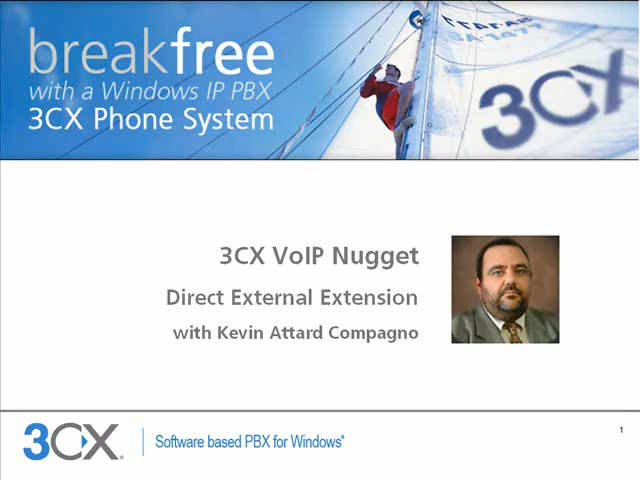 breakfree
with a Windows IP PBX
3CX Phone System
3CX
3CX VoIP Nugget
Direct External Extension
with Kevin Attard Compagno
3CX®
Software based PBX for Windows®
1